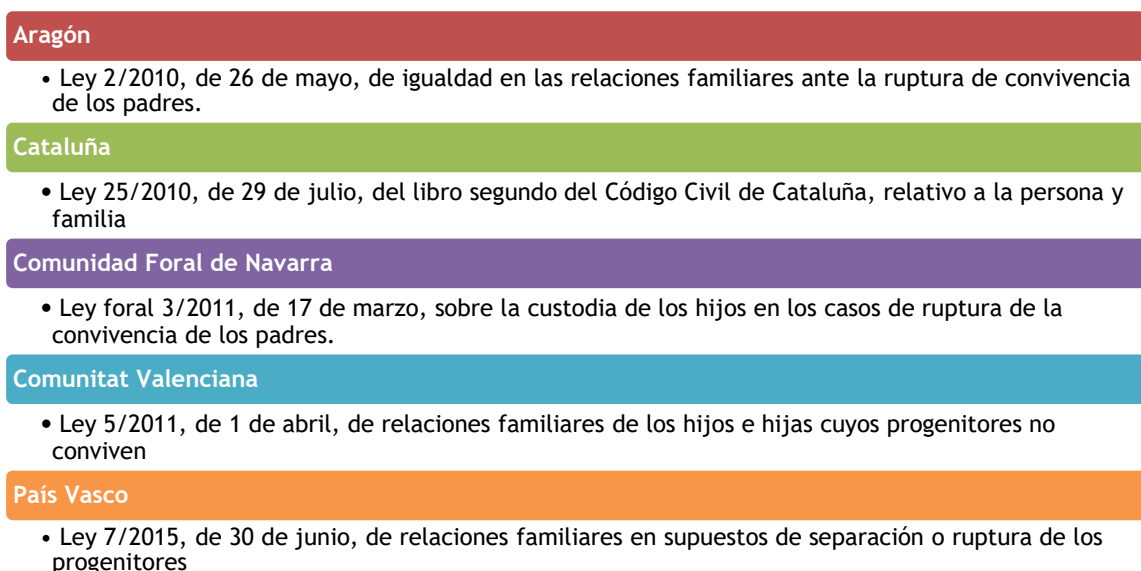 Aragón
• Ley 2/2010, de 26 de mayo, de igualdad en las relaciones familiares ante la ruptura de convivencia
de los padres.
Cataluña
• Ley 25/2010, de 29 de julio, del libro segundo del Código Civil de Cataluña, relativo a la persona y
familia
Comunidad Foral de Navarra
• Ley foral 3/2011, de 17 de marzo, sobre la custodia de los hijos en los casos de ruptura de la
convivencia de los padres.
Comunitat Valenciana
• Ley 5/2011, de 1 de abril, de relaciones familiares de los hijos e hijas cuyos progenitores no
conviven
País Vasco
• Ley 7/2015, de 30 de junio, de relaciones familiares en supuestos de separación o ruptura de los
progenitores